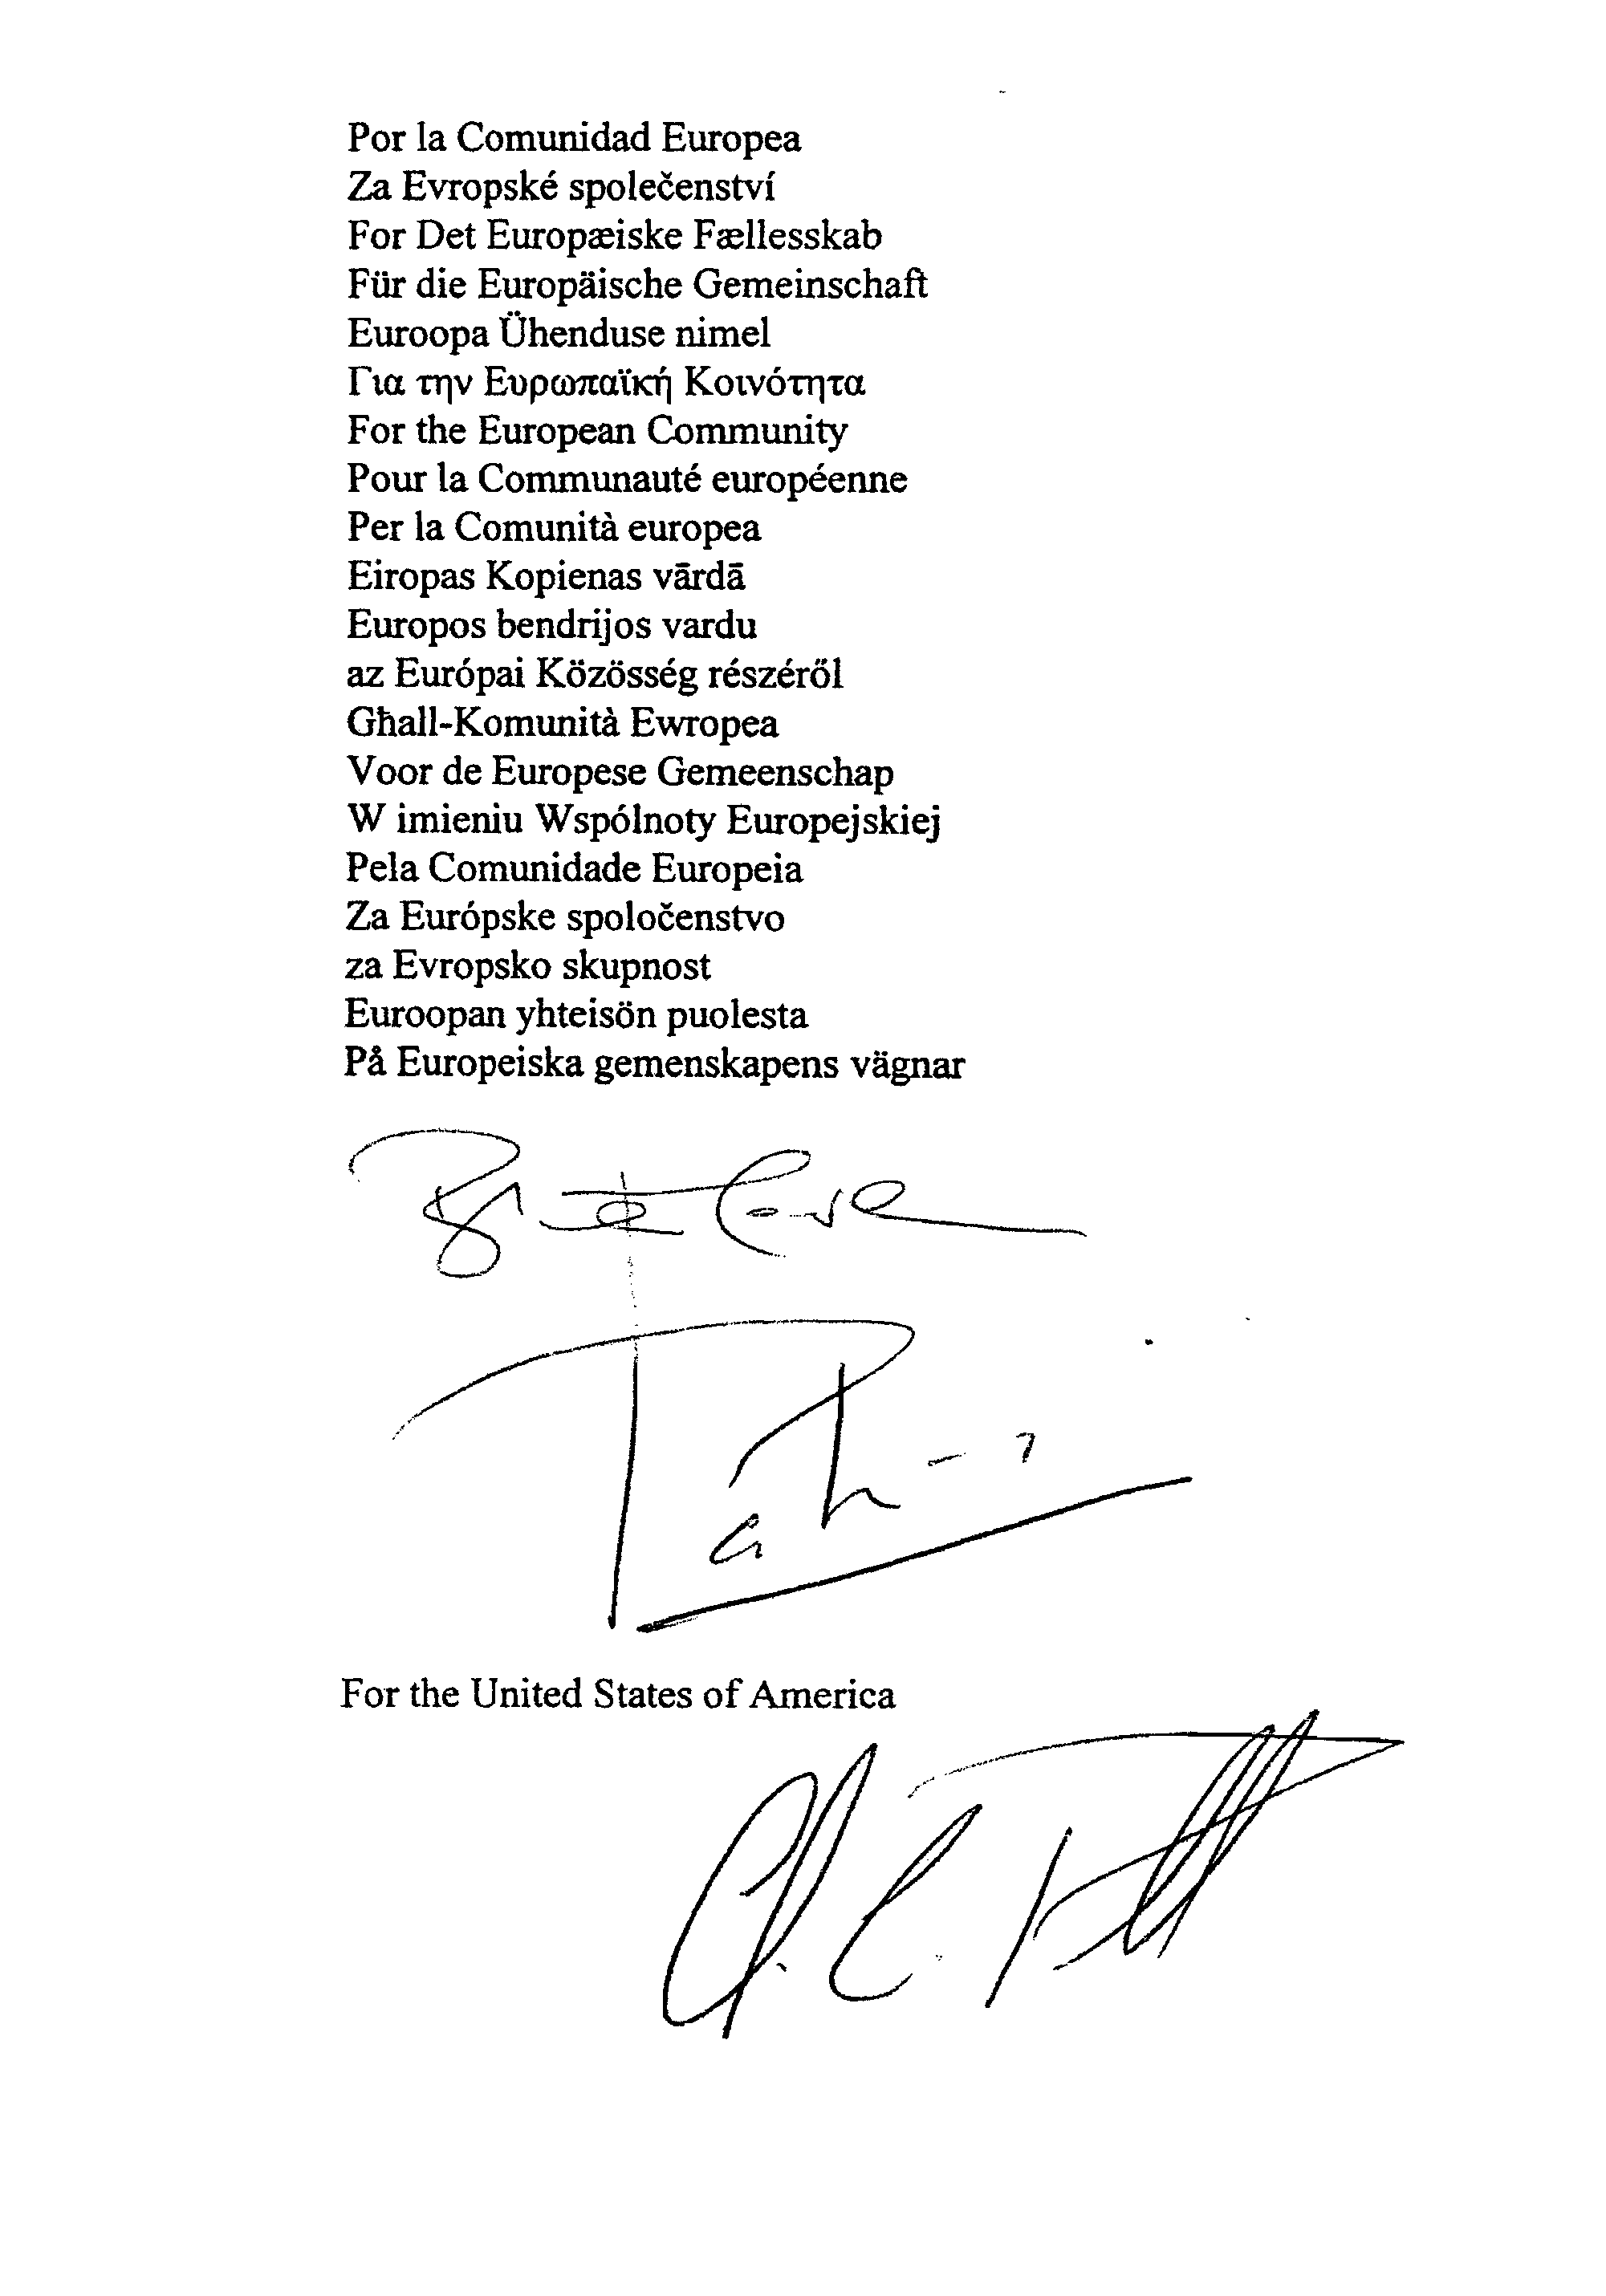 Por la Comunidad Europea
Za Evropské společenství
For Det Europæiske Fællesskab
Für die Europäische Gemeinschaft
Euroopa Ühenduse nimel
Για την Ευρωπαϊκή Κοινότητα
For the European Community
Pour la Communauté européenne
Per la Comunità europea
Eiropas Kopienas vārdā
Europos bendrijos vardu
az Európai Közösség részéről
Għall-Komunità Ewropea
Voor de Europese Gemeenschap
W imieniu Wspólnoty Europejskiej
Pela Comunidade Europeia
Za Európske spoločenstvo
za Evropsko skupnost
Euroopan yhteisön puolesta
På Europeiska gemenskapens vägnar
For the United States of America